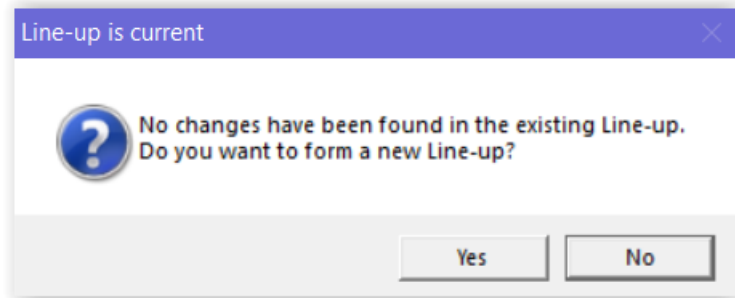 Line-up is current
No changes have been found in the existing Line-up.
Do you want to form a new Line-up?
Yes No